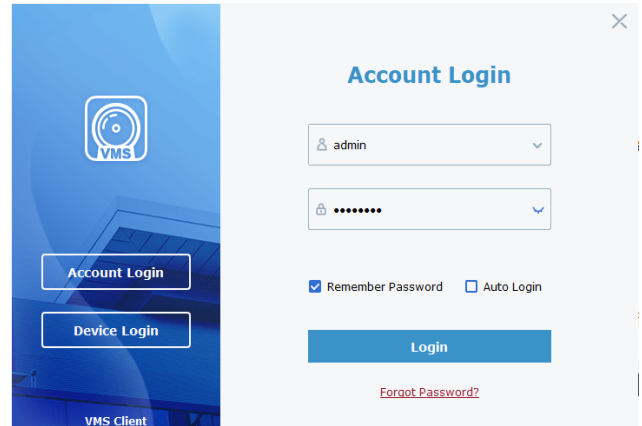 VMS
Account Login
Device Login
VMS Client
Account Login
admin
••••••••
Remember Password
Auto Login
Login
Forgot Password?